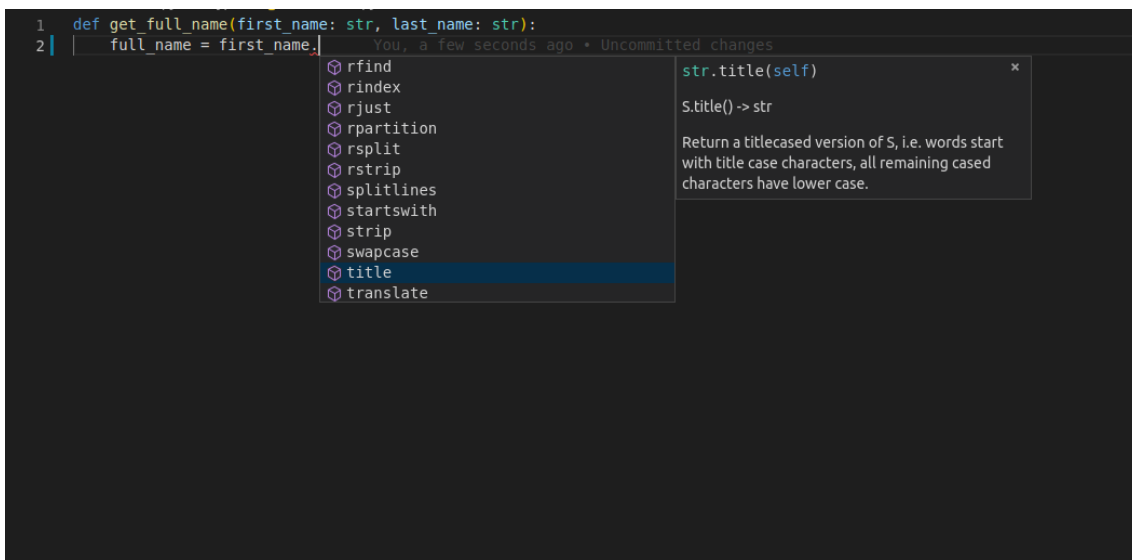 1 def get_full_name(first_name: str, last_name: str):
2 full_name = first_name. You, a few seconds ago • Uncommitted changes
rfind
rindex
rjust
rpartition
rsplit
rstrip
splitlines
startswith
strip
swapcase
title
translate
str.title(self) ×
S.title() -> str
Return a titlecased version of S, i.e. words start
with title case characters, all remaining cased
characters have lower case.